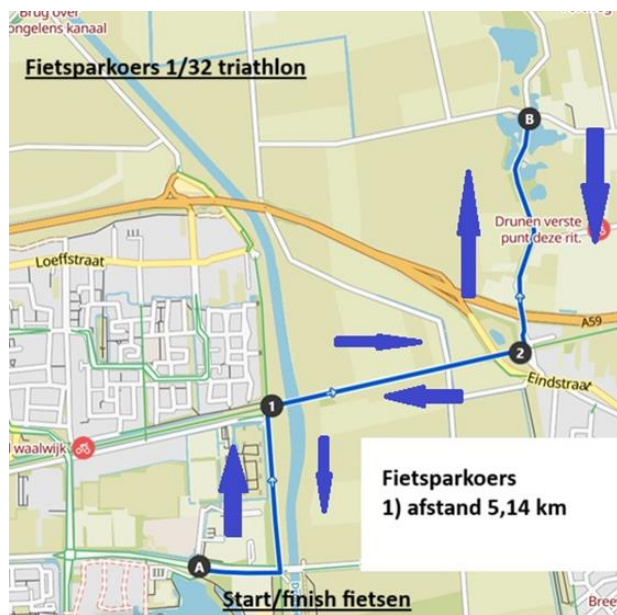 Brug over
ongelens kanaal
Fietsparkoers 1/32 triathlon
B
Drunen verste
punt deze rit.
Loeffstraat
A59
2
Eindstraat
1
waalwijk
Fietsparkoers
1) afstand 5,14 km
A
Start/finish fietsen
Bree